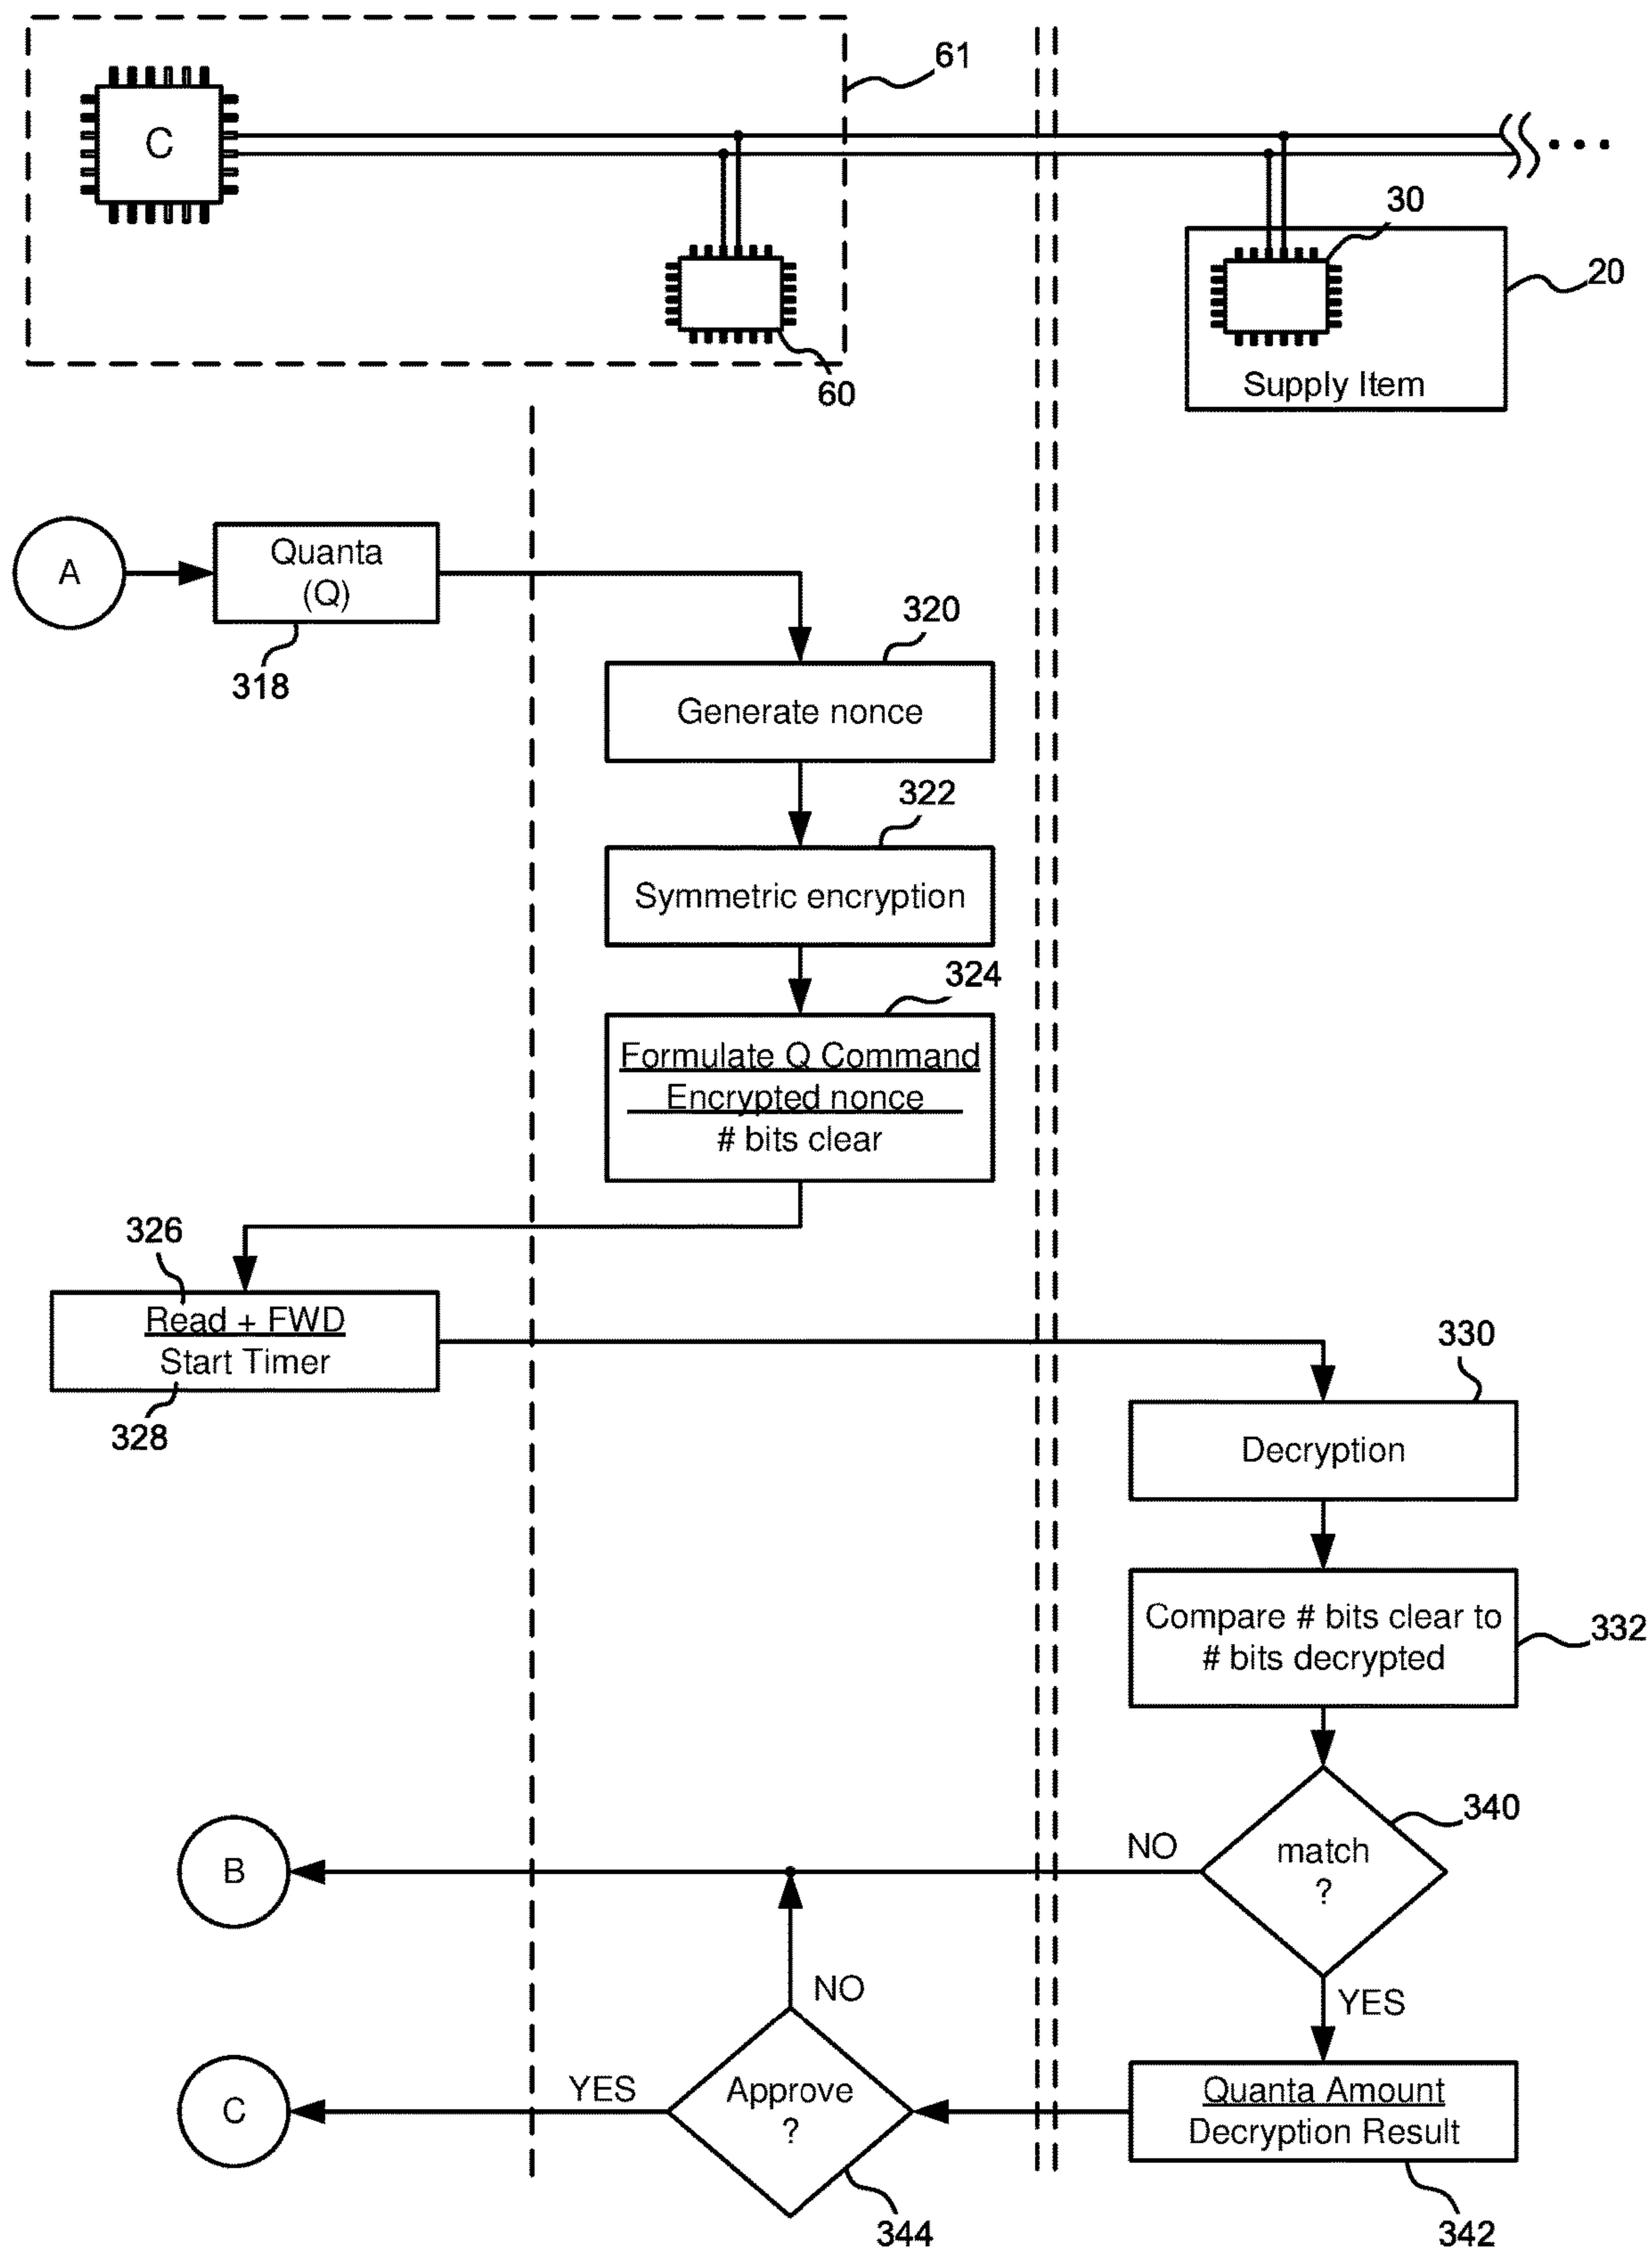 61
C
30
20
60
Supply Item
A
Quanta
(Q)
318
320
Generate nonce
322
Symmetric encryption
324
Formulate Q Command
Encrypted nonce
# bits clear
326
Read + FWD
Start Timer
328
330
Decryption
Compare # bits clear to
# bits decrypted
332
340
match
?
NO
B
YES
NO
Approve
?
YES
C
344
Quanta Amount
Decryption Result
342